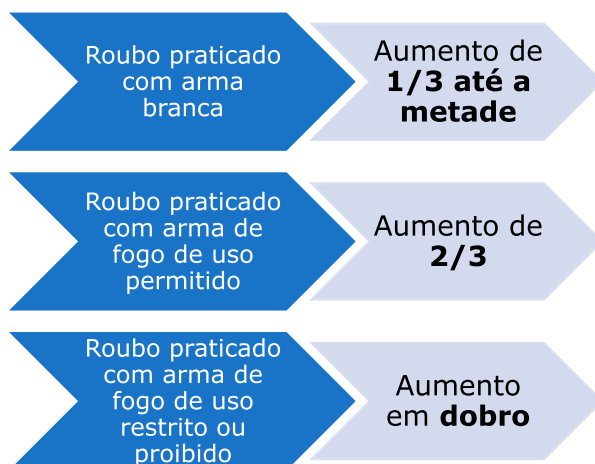 Roubo praticado
com arma
branca
Aumento de
1/3 até a
metade
Roubo praticado
com arma de
fogo de uso
permitido
Aumento de
2/3
Roubo praticado
com arma de
fogo de uso
restrito ou
proibido
Aumento
em dobro